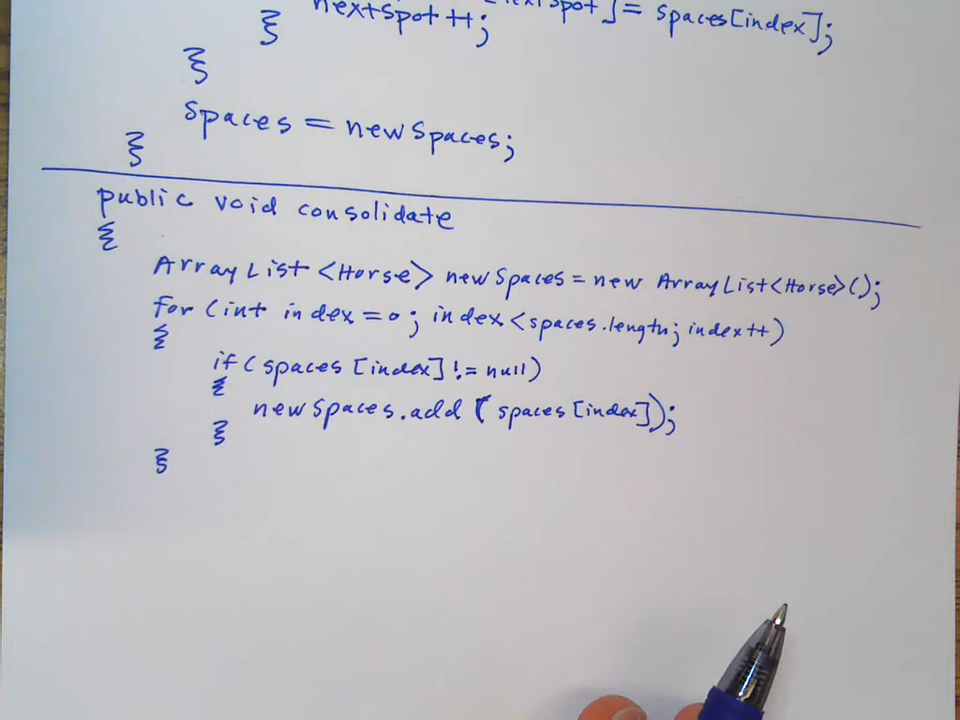 spot] = spaces[index];
nextspot ++;
}
}
spaces = newSpaces;
}
public void consolidate
{
ArrayList <Horse> newSpaces = new ArrayList<Horse>();
for (int index = 0; index < spaces.length; index ++)
{
if (spaces [index] != null)
{
newSpaces.add (spaces [index]);
}
}